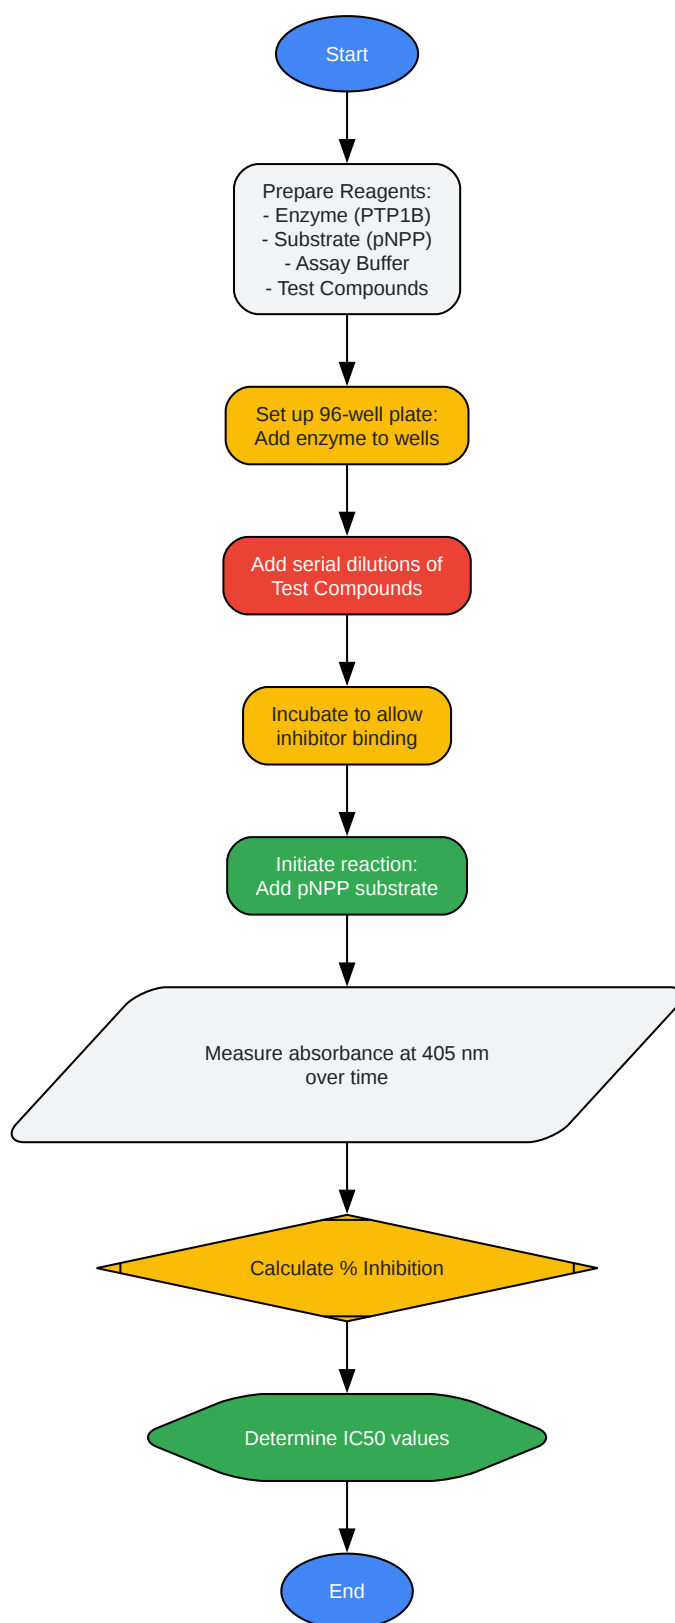 Start
Prepare Reagents:
- Enzyme (PTP1B)
- Substrate (pNPP)
- Assay Buffer
- Test Compounds
Set up 96-well plate:
Add enzyme to wells
Add serial dilutions of
Test Compounds
Incubate to allow
inhibitor binding
Initiate reaction:
Add pNPP substrate
Measure absorbance at 405 nm
over time
Calculate % Inhibition
Determine IC50 values
End